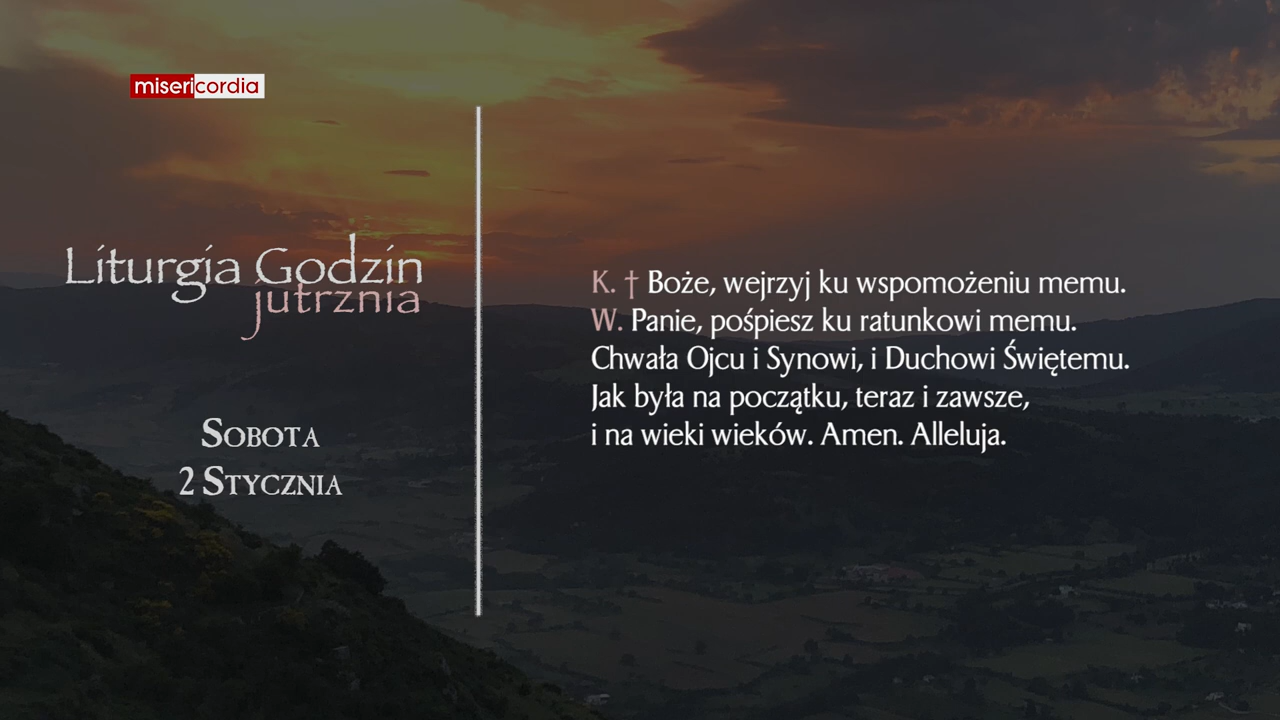 misericordia
Liturgia Godzin
jutrznia
Sobota
2 Stycznia
K. † Boże, wejrzyj ku wspomożeniu memu.
W. Panie, pośpiesz ku ratunkowi memu.
Chwała Ojcu i Synowi, i Duchowi Świętemu.
Jak była na początku, teraz i zawsze,
i na wieki wieków. Amen. Alleluja.